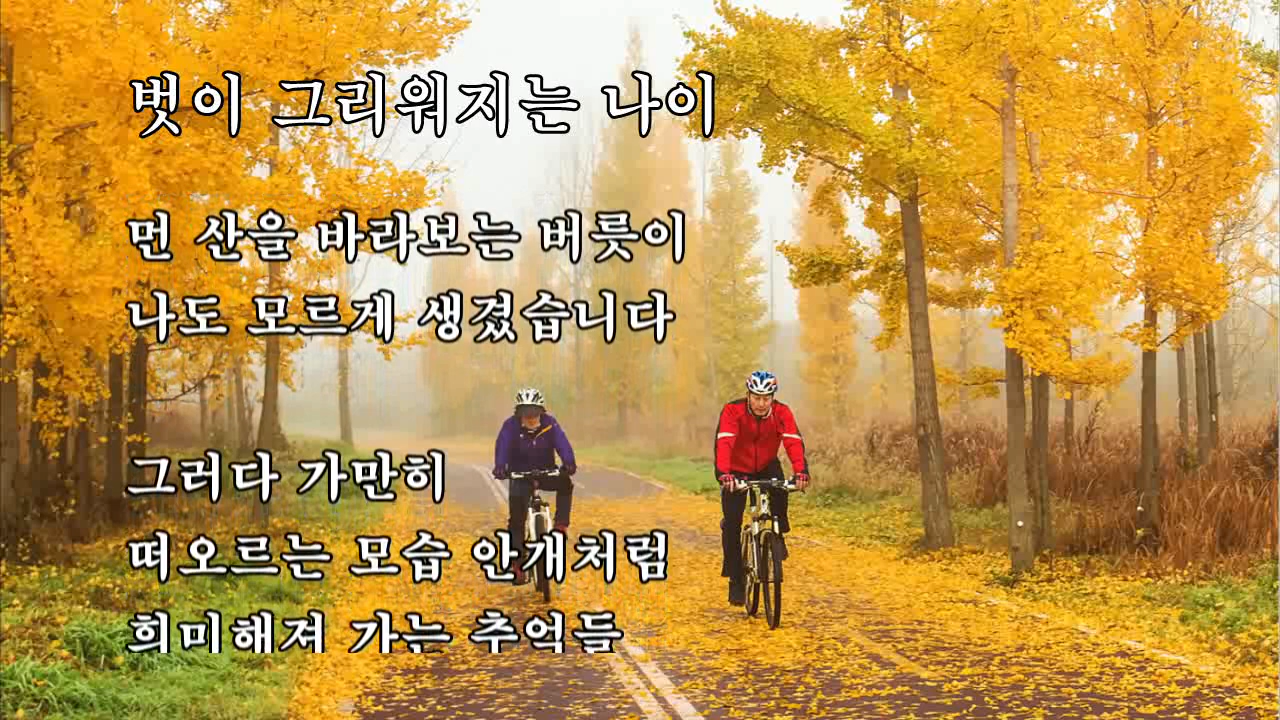 벗이 그리워지는 나이
먼 산을 바라보는 버릇이
나도 모르게 생겼습니다
그러다 가만히
떠오르는 모습 안개처럼
희미해져 가는 추억들